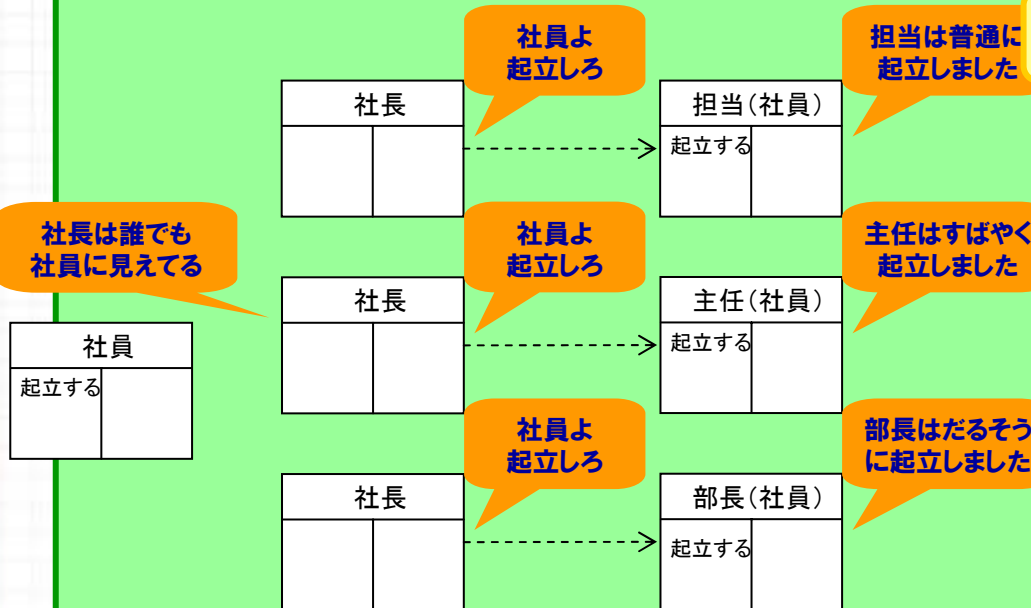 社員よ
起立しろ
担当は普通に
起立しました
社長
担当(社員)
起立する
社長は誰でも
社員に見えてる
社員よ
起立しろ
主任はすばやく
起立しました
社長
主任(社員)
起立する
社員
起立する
社員よ
起立しろ
部長はだるそう
に起立しました
社長
部長(社員)
起立する